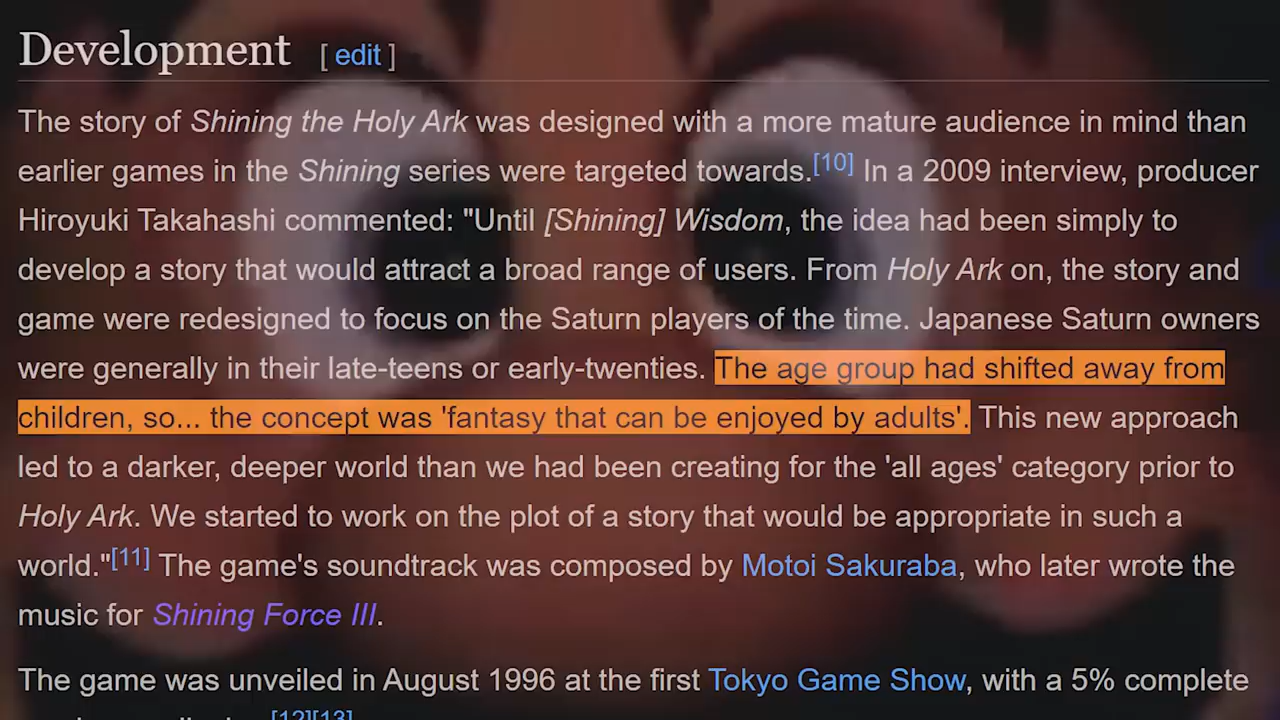 Development [ edit ]
The story of Shining the Holy Ark was designed with a more mature audience in mind than
earlier games in the Shining series were targeted towards.[10] In a 2009 interview, producer
Hiroyuki Takahashi commented: "Until [Shining] Wisdom, the idea had been simply to
develop a story that would attract a broad range of users. From Holy Ark on, the story and
game were redesigned to focus on the Saturn players of the time. Japanese Saturn owners
were generally in their late-teens or early-twenties. The age group had shifted away from
children, so... the concept was 'fantasy that can be enjoyed by adults'. This new approach
led to a darker, deeper world than we had been creating for the 'all ages' category prior to
Holy Ark. We started to work on the plot of a story that would be appropriate in such a
world."[11] The game's soundtrack was composed by Motoi Sakuraba, who later wrote the
music for Shining Force III.
The game was unveiled in August 1996 at the first Tokyo Game Show, with a 5% complete
[12][13]